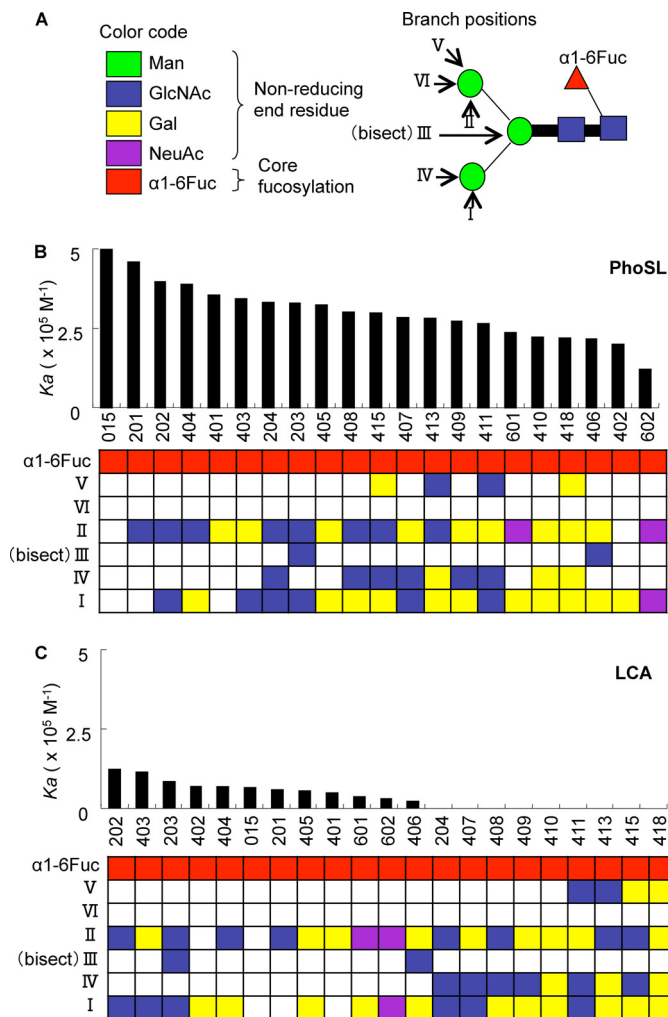 A
Color code
Man
GlcNAc
Gal
NeuAc
α1-6Fuc
Non-reducing
end residue
Core
fucosylation
Branch positions
V
VI
II
(bisect) III
IV
I
α1-6Fuc
B
PhoSL
Ka ( x 10⁵ M⁻¹)
5
2.5
0
015 201 202 404 401 403 204 203 405 408 415 407 413 409 411 601 410 418 406 402 602
α1-6Fuc
V
VI
II
(bisect) III
IV
I
C
LCA
Ka ( x 10⁵ M⁻¹)
5
2.5
0
202 403 203 402 404 015 201 405 401 601 602 406 204 407 408 409 410 411 413 415 418
α1-6Fuc
V
VI
II
(bisect) III
IV
I